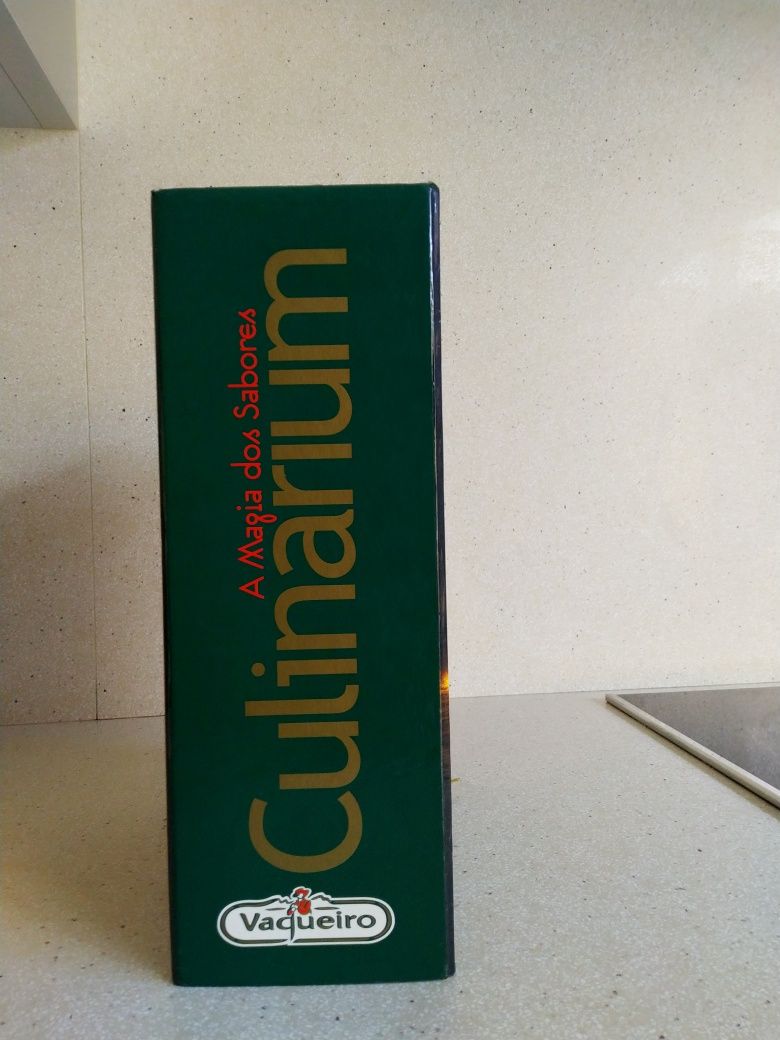 A Magia dos Sabores
Culinarium
Vaqueiro